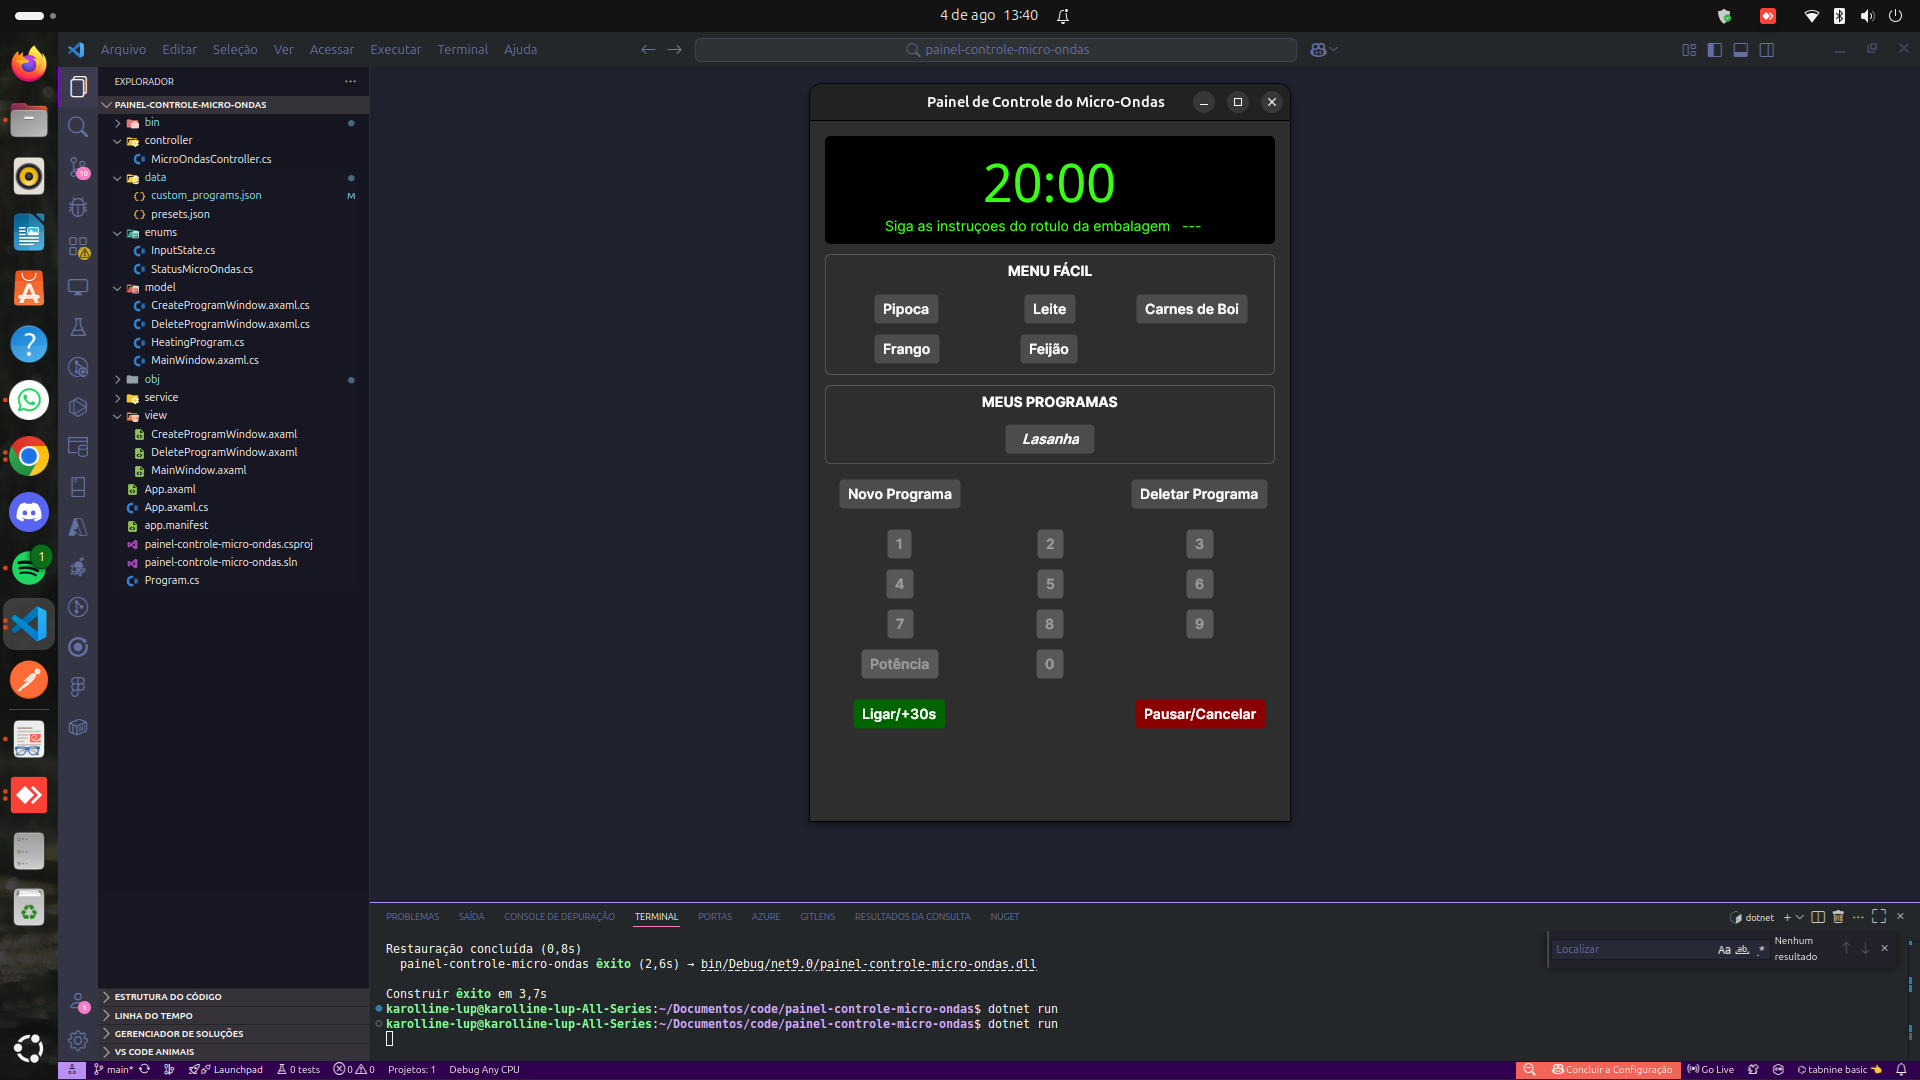 4 de ago 13:40
Arquivo Editar Seleção Ver Acessar Executar Terminal Ajuda
painel-controle-micro-ondas
EXPLORADOR
PAINEL-CONTROLE-MICRO-ONDAS
bin
controller
MicroOndasController.cs
data
custom_programs.json M
presets.json
enums
InputState.cs
StatusMicroOndas.cs
model
CreateProgramWindow.axaml.cs
DeleteProgramWindow.axaml.cs
HeatingProgram.cs
MainWindow.axaml.cs
obj
service
view
CreateProgramWindow.axaml
DeleteProgramWindow.axaml
MainWindow.axaml
App.axaml
App.axaml.cs
app.manifest
painel-controle-micro-ondas.csproj
painel-controle-micro-ondas.sln
Program.cs
ESTRUTURA DO CÓDIGO
LINHA DO TEMPO
GERENCIADOR DE SOLUÇÕES
VS CODE ANIMAIS
10
1
1
Painel de Controle do Micro-Ondas
20:00
Siga as instruçoes do rotulo da embalagem ---
MENU FÁCIL
Pipoca Leite Carnes de Boi
Frango Feijão
MEUS PROGRAMAS
Lasanha
Novo Programa Deletar Programa
1 2 3
4 5 6
7 8 9
Potência 0
Ligar/+30s Pausar/Cancelar
PROBLEMAS SAÍDA CONSOLE DE DEPURAÇÃO TERMINAL PORTAS AZURE GITLENS RESULTADOS DA CONSULTA NUGET
dotnet
Localizar Aa ab .* Nenhum
resultado
Restauração concluída (0,8s)
painel-controle-micro-ondas êxito (2,6s) → bin/Debug/net9.0/painel-controle-micro-ondas.dll
Construir êxito em 3,7s
karolline-lup@karolline-lup-All-Series:~/Documentos/code/painel-controle-micro-ondas$ dotnet run
karolline-lup@karolline-lup-All-Series:~/Documentos/code/painel-controle-micro-ondas$ dotnet run
main* Launchpad 0 tests 0 0 Projetos: 1 Debug Any CPU
Concluir a Configuração Go Live tabnine basic